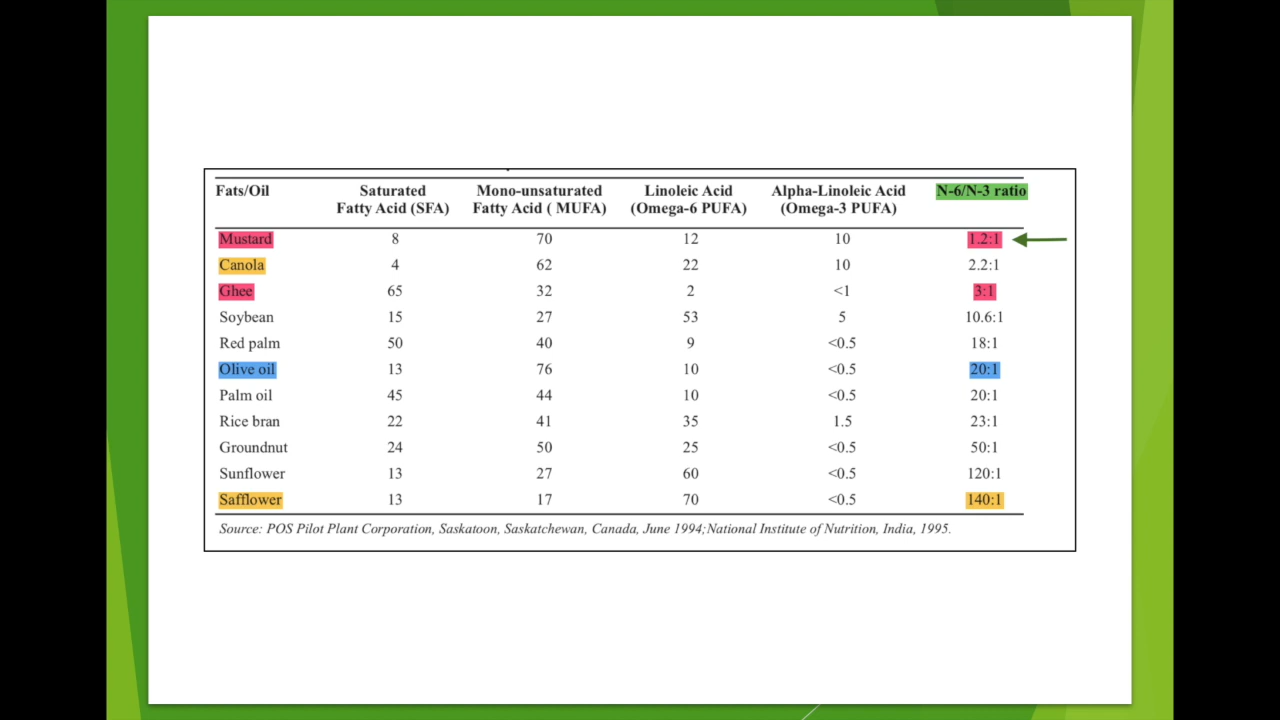 Fats/Oil Saturated Fatty Acid (SFA) Mono-unsaturated Fatty Acid ( MUFA) Linoleic Acid (Omega-6 PUFA) Alpha-Linoleic Acid (Omega-3 PUFA) N-6/N-3 ratio
Mustard 8 70 12 10 1.2:1
Canola 4 62 22 10 2.2:1
Ghee 65 32 2 <1 3:1
Soybean 15 27 53 5 10.6:1
Red palm 50 40 9 <0.5 18:1
Olive oil 13 76 10 <0.5 20:1
Palm oil 45 44 10 <0.5 20:1
Rice bran 22 41 35 1.5 23:1
Groundnut 24 50 25 <0.5 50:1
Sunflower 13 27 60 <0.5 120:1
Safflower 13 17 70 <0.5 140:1
Source: POS Pilot Plant Corporation, Saskatoon, Saskatchewan, Canada, June 1994;National Institute of Nutrition, India, 1995.